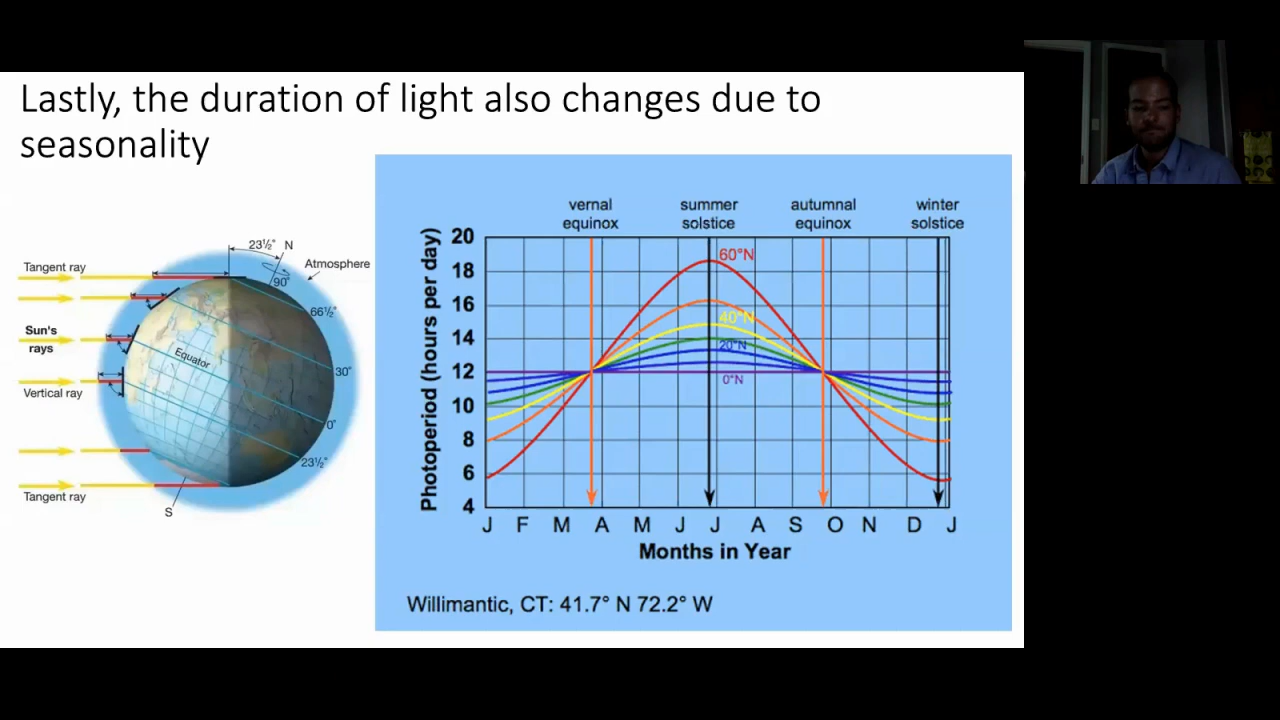 Lastly, the duration of light also changes due to
seasonality
23½° N
Tangent ray
Atmosphere
90°
66½°
Sun's
rays
Equator
30°
Vertical ray
0°
23½°
Tangent ray
S
vernal
equinox
summer
solstice
autumnal
equinox
winter
solstice
Photoperiod (hours per day)
20
18
16
14
12
10
8
6
4
60°N
40°N
20°N
0°N
J F M A M J J A S O N D J
Months in Year
Willimantic, CT: 41.7° N 72.2° W